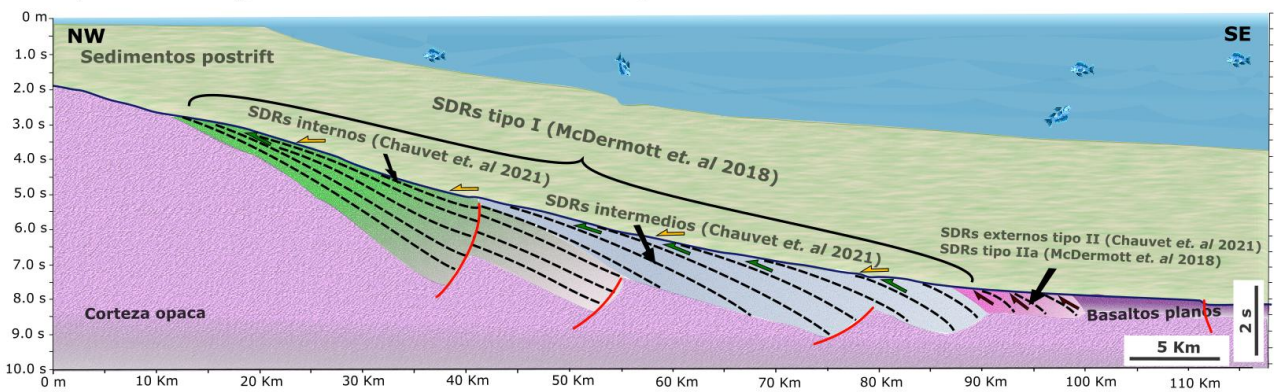 0 m
NW
SE
1.0 s
Sedimentos postrift
2.0 s
SDRs tipo I (McDermott et. al 2018)
3.0 s
SDRs internos (Chauvet et. al 2021)
4.0 s
5.0 s
SDRs intermedios (Chauvet et. al 2021)
6.0 s
SDRs externos tipo II (Chauvet et. al 2021)
SDRs tipo IIa (McDermott et. al 2018)
7.0 s
8.0 s
Corteza opaca
Basaltos planos
2 s
9.0 s
5 Km
10.0 s
0 m 10 Km 20 Km 30 Km 40 Km 50 Km 60 Km 70 Km 80 Km 90 Km 100 Km 110 Km